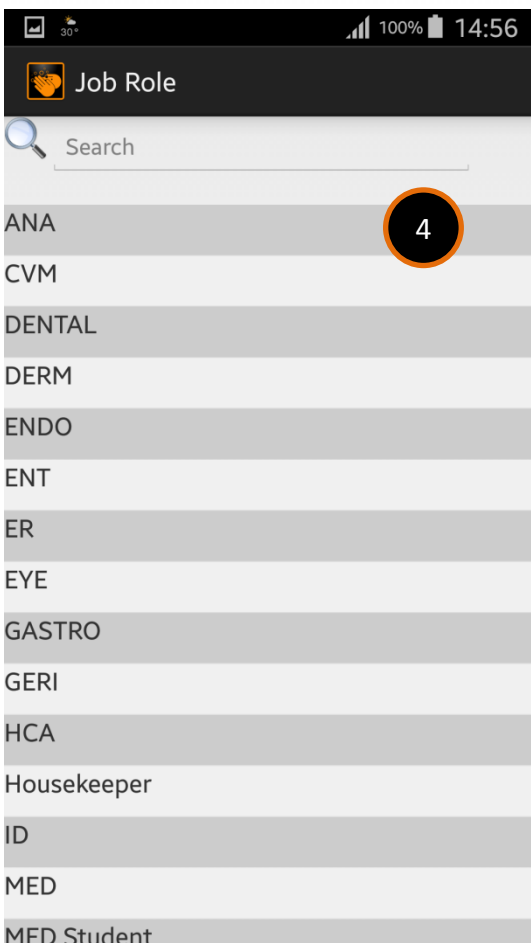 30°
100%
14:56
Job Role
Search
ANA
4
CVM
DENTAL
DERM
ENDO
ENT
ER
EYE
GASTRO
GERI
HCA
Housekeeper
ID
MED
MED Student